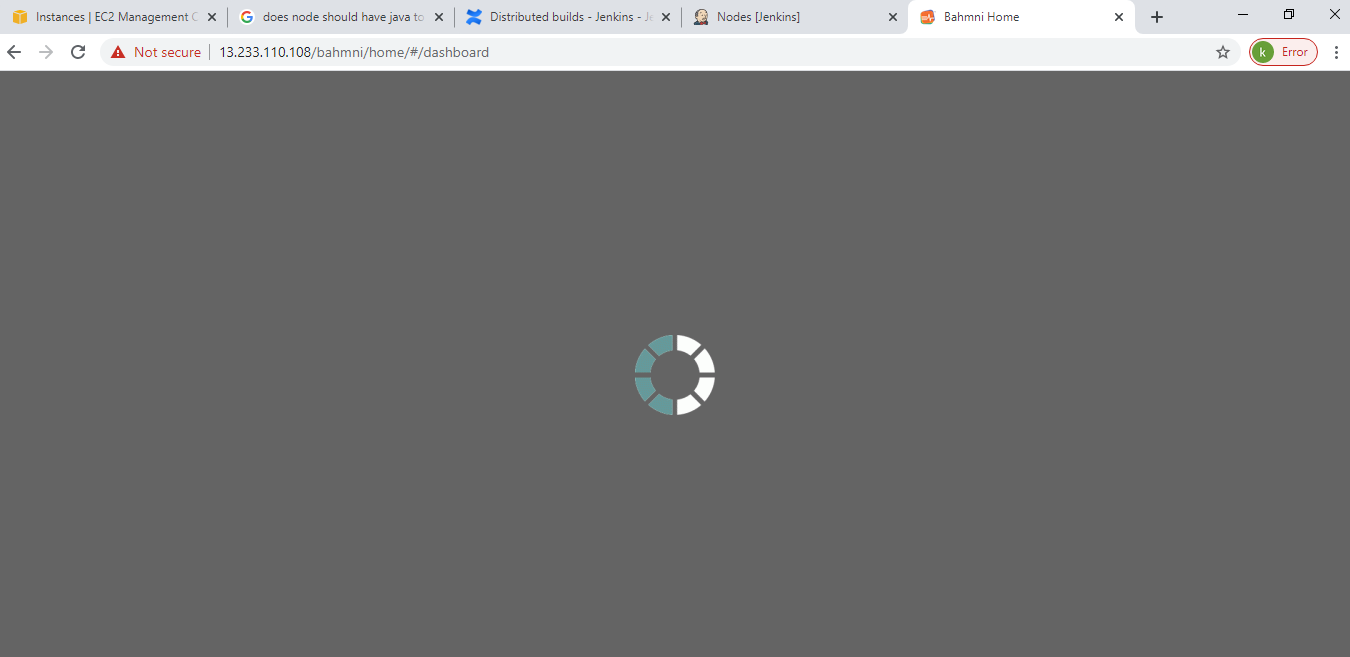 Instances | EC2 Management C
does node should have java to
Distributed builds - Jenkins - Je
Nodes [Jenkins]
Bahmni Home
Not secure
13.233.110.108/bahmni/home/#/dashboard
k
Error